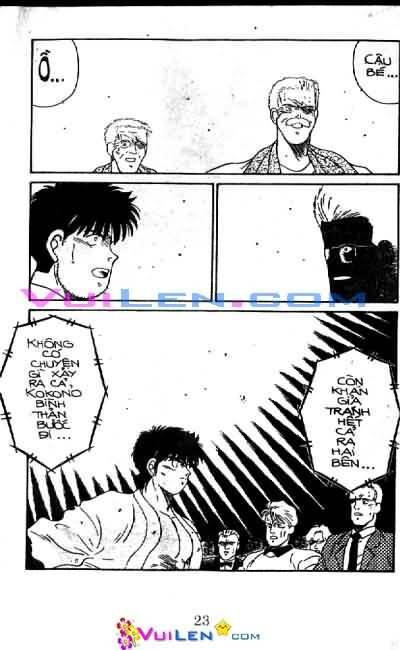 Ồ...
CẬU
BÉ...
VUILEN.COM
KHÔNG
CÓ
CHUYỆN
GÌ XẢY
RA CẢ,
KOKONO
BÌNH
THẢN
BƯỚC
ĐI...
CÒN
KHÁN
GIẢ
TRÁNH
HẾT
CẢ
RA
HAI
BÊN...
23
VUILEN.COM